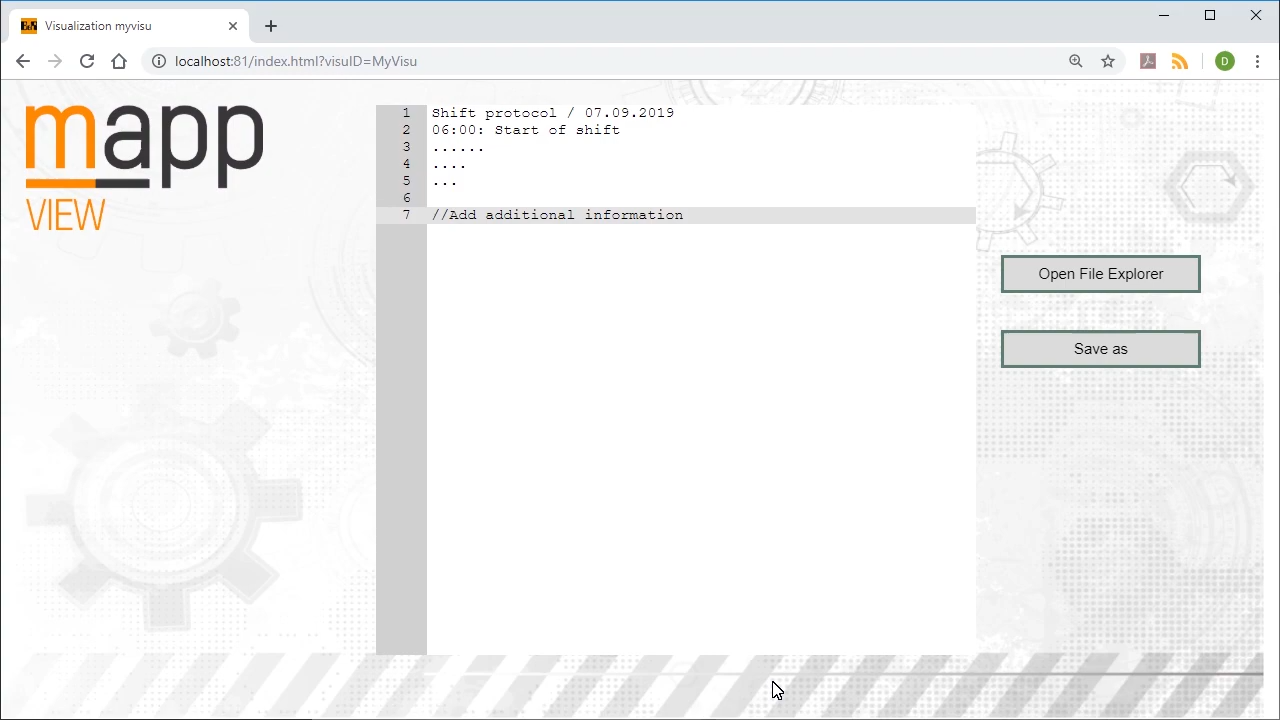 Visualization myvisu
localhost:81/index.html?visuID=MyVisu
D
mapp
VIEW
1 Shift protocol / 07.09.2019
2 06:00: Start of shift
3 ......
4 ....
5 ...
6
7 //Add additional information
Open File Explorer
Save as